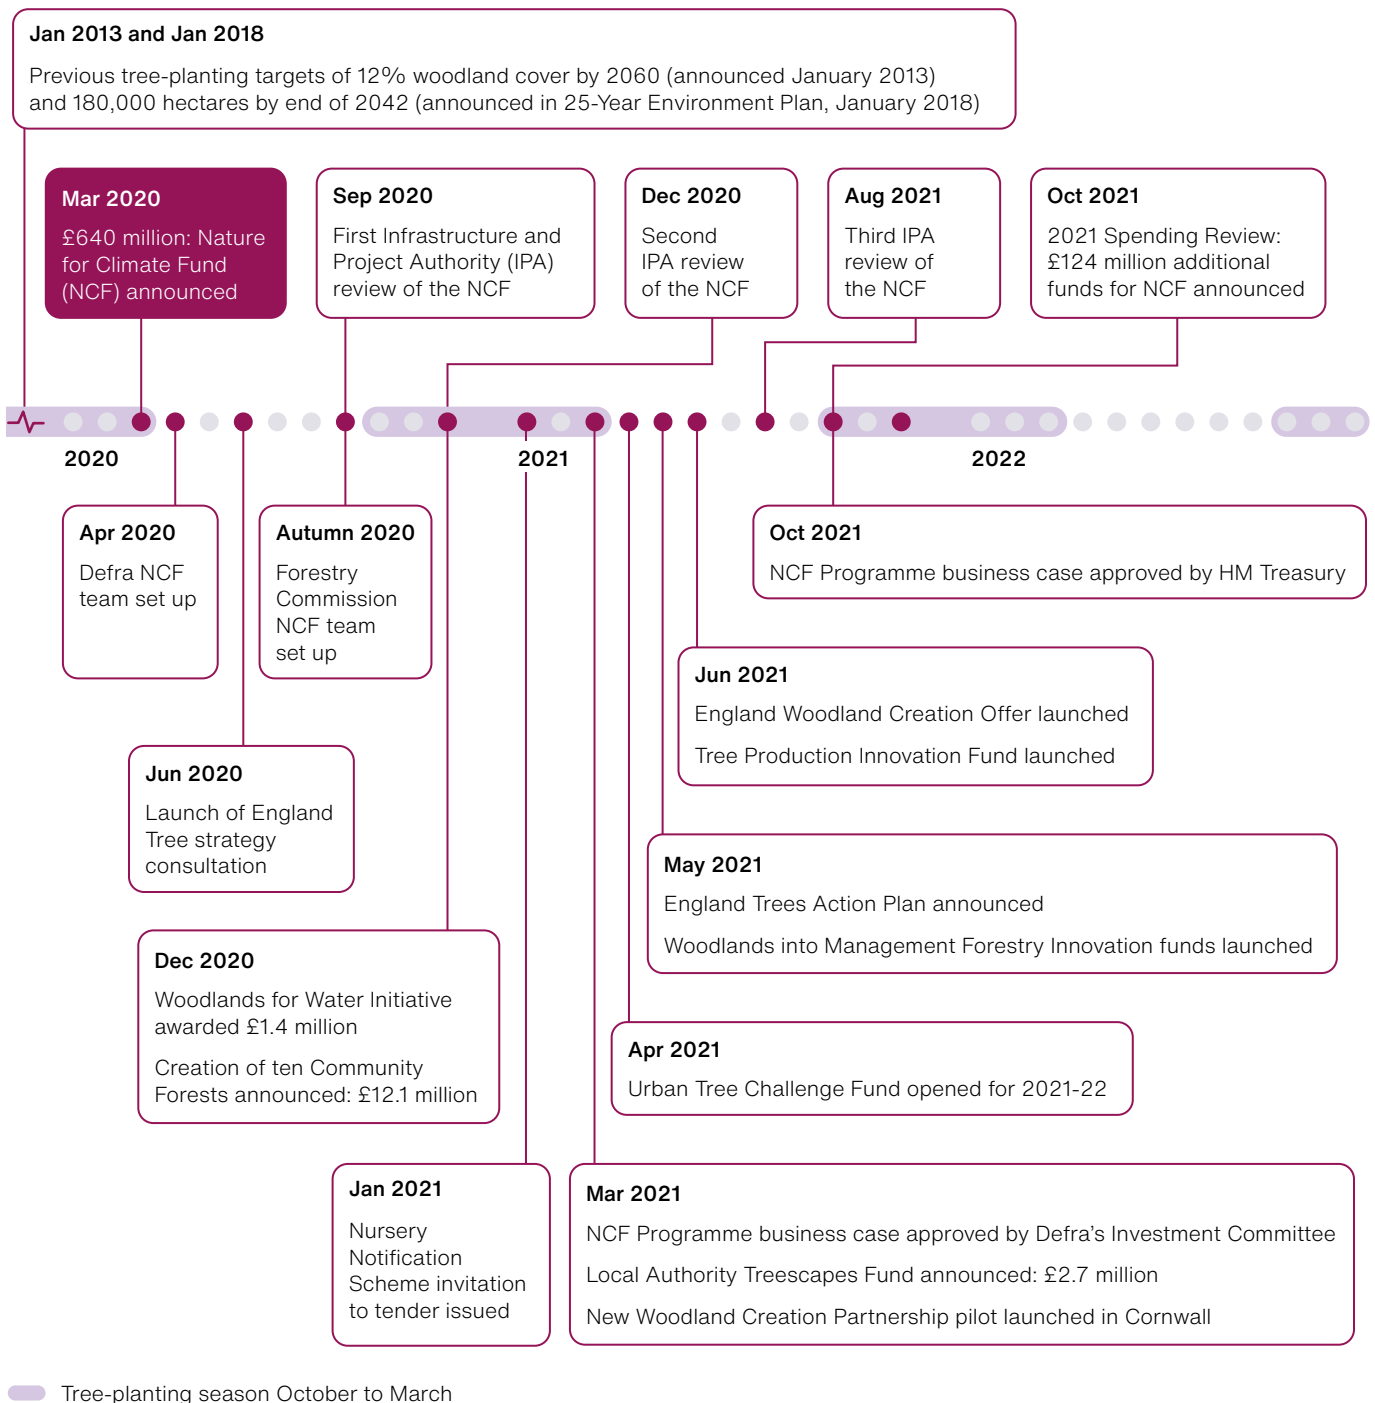 Jan 2013 and Jan 2018
Previous tree-planting targets of 12% woodland cover by 2060 (announced January 2013)
and 180,000 hectares by end of 2042 (announced in 25-Year Environment Plan, January 2018)
Mar 2020
£640 million: Nature
for Climate Fund
(NCF) announced
Sep 2020
First Infrastructure and
Project Authority (IPA)
review of the NCF
Dec 2020
Second
IPA review
of the NCF
Aug 2021
Third IPA
review of
the NCF
Oct 2021
2021 Spending Review:
£124 million additional
funds for NCF announced
2020
2021
2022
Apr 2020
Defra NCF
team set up
Autumn 2020
Forestry
Commission
NCF team
set up
Oct 2021
NCF Programme business case approved by HM Treasury
Jun 2021
England Woodland Creation Offer launched
Tree Production Innovation Fund launched
Jun 2020
Launch of England
Tree strategy
consultation
May 2021
England Trees Action Plan announced
Woodlands into Management Forestry Innovation funds launched
Dec 2020
Woodlands for Water Initiative
awarded £1.4 million
Creation of ten Community
Forests announced: £12.1 million
Apr 2021
Urban Tree Challenge Fund opened for 2021-22
Jan 2021
Nursery
Notification
Scheme invitation
to tender issued
Mar 2021
NCF Programme business case approved by Defra's Investment Committee
Local Authority Treescapes Fund announced: £2.7 million
New Woodland Creation Partnership pilot launched in Cornwall
Tree-planting season October to March